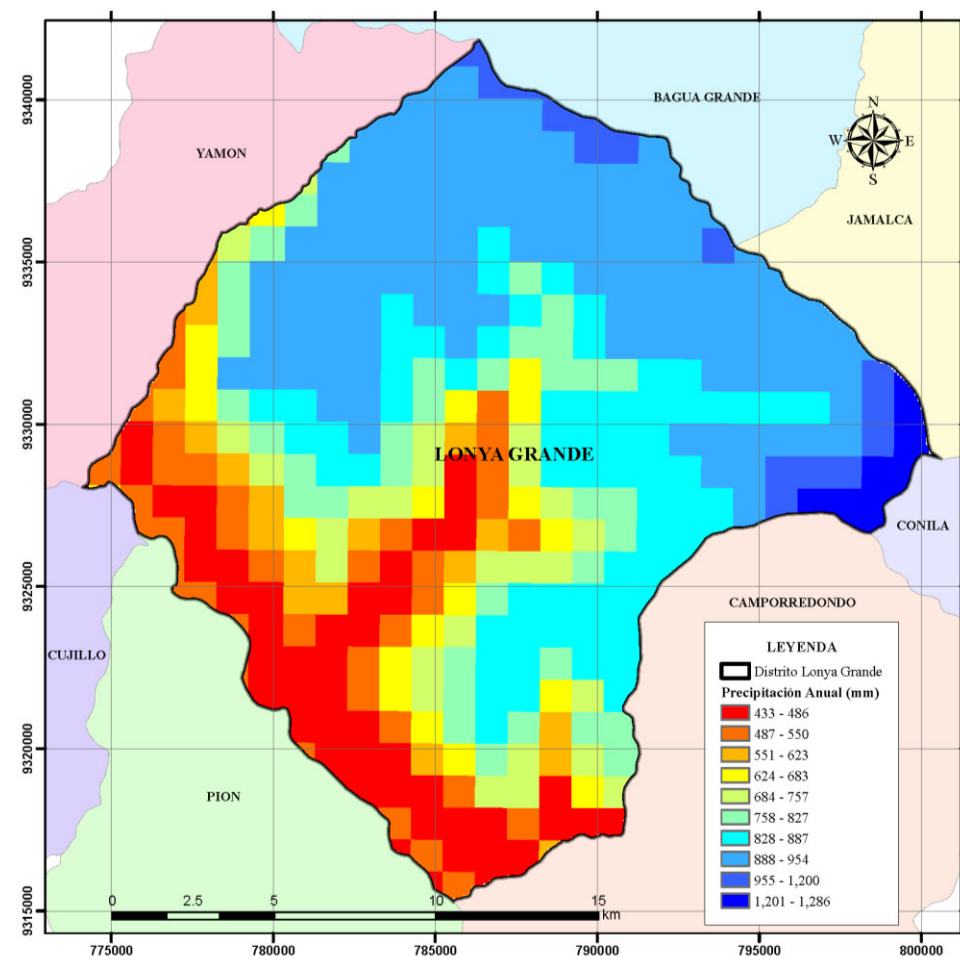 BAGUA GRANDE
N
W
E
S
YAMON
JAMALCA
LONYA GRANDE
CONILA
CAMPORREDONDO
CUJILLO
PION
LEYENDA
Distrito Lonya Grande
Precipitación Anual (mm)
433 - 486
487 - 550
551 - 623
624 - 683
684 - 757
758 - 827
828 - 887
888 - 954
955 - 1,200
1,201 - 1,286
0 2.5 5 10 15
km
9340000
9335000
9330000
9325000
9320000
9315000
775000 780000 785000 790000 795000 800000